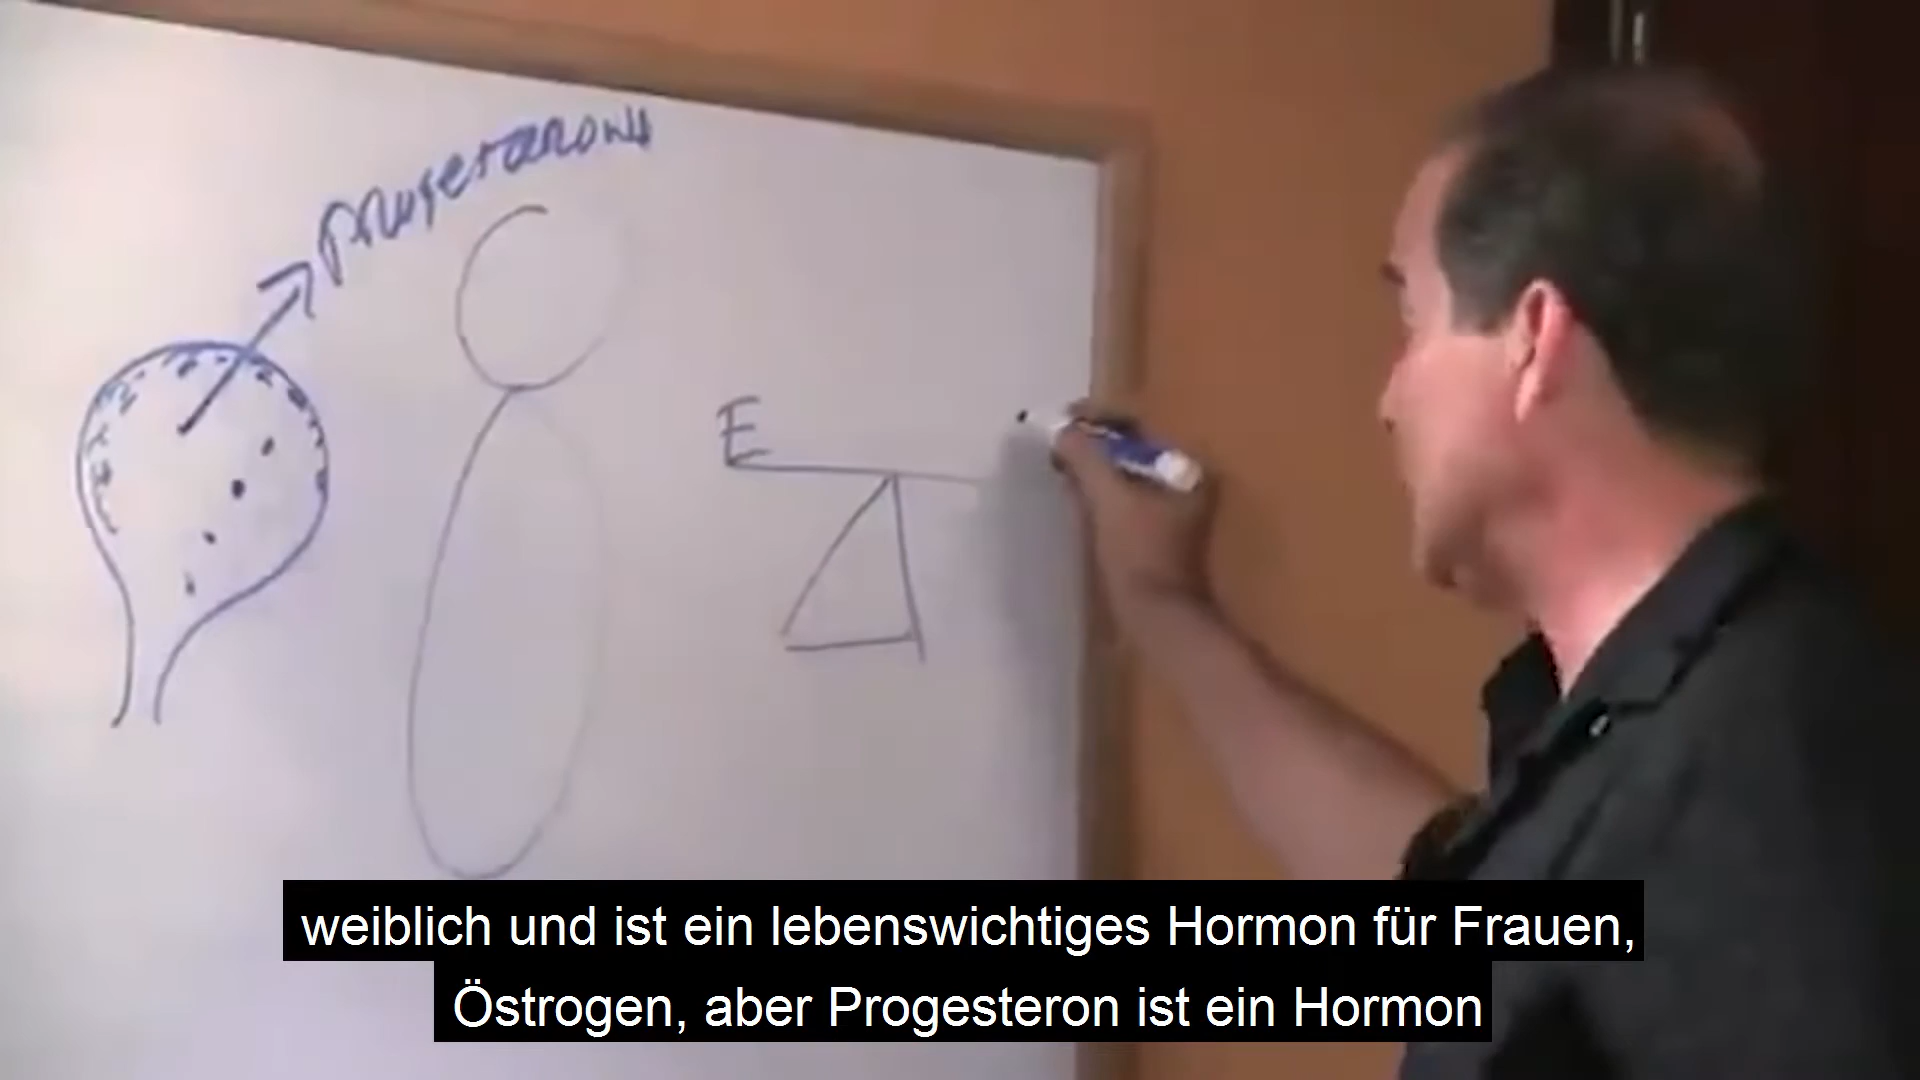 progesterone
E
weiblich und ist ein lebenswichtiges Hormon für Frauen,
Östrogen, aber Progesteron ist ein Hormon